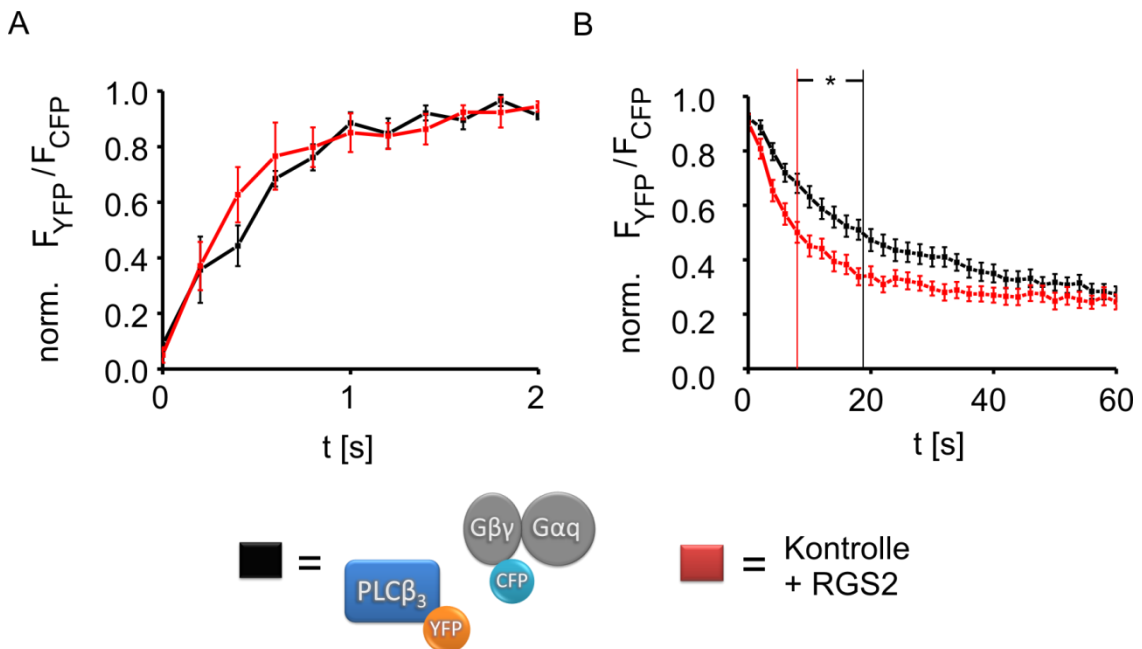 A
norm. F_YFP/F_CFP
1.0
0.8
0.6
0.4
0.2
0.0
0
1
2
t [s]
B
*
norm. F_YFP/F_CFP
1.0
0.8
0.6
0.4
0.2
0.0
0
20
40
60
t [s]
=
Gβγ
Gαq
CFP
PLCβ₃
YFP
= Kontrolle
+ RGS2